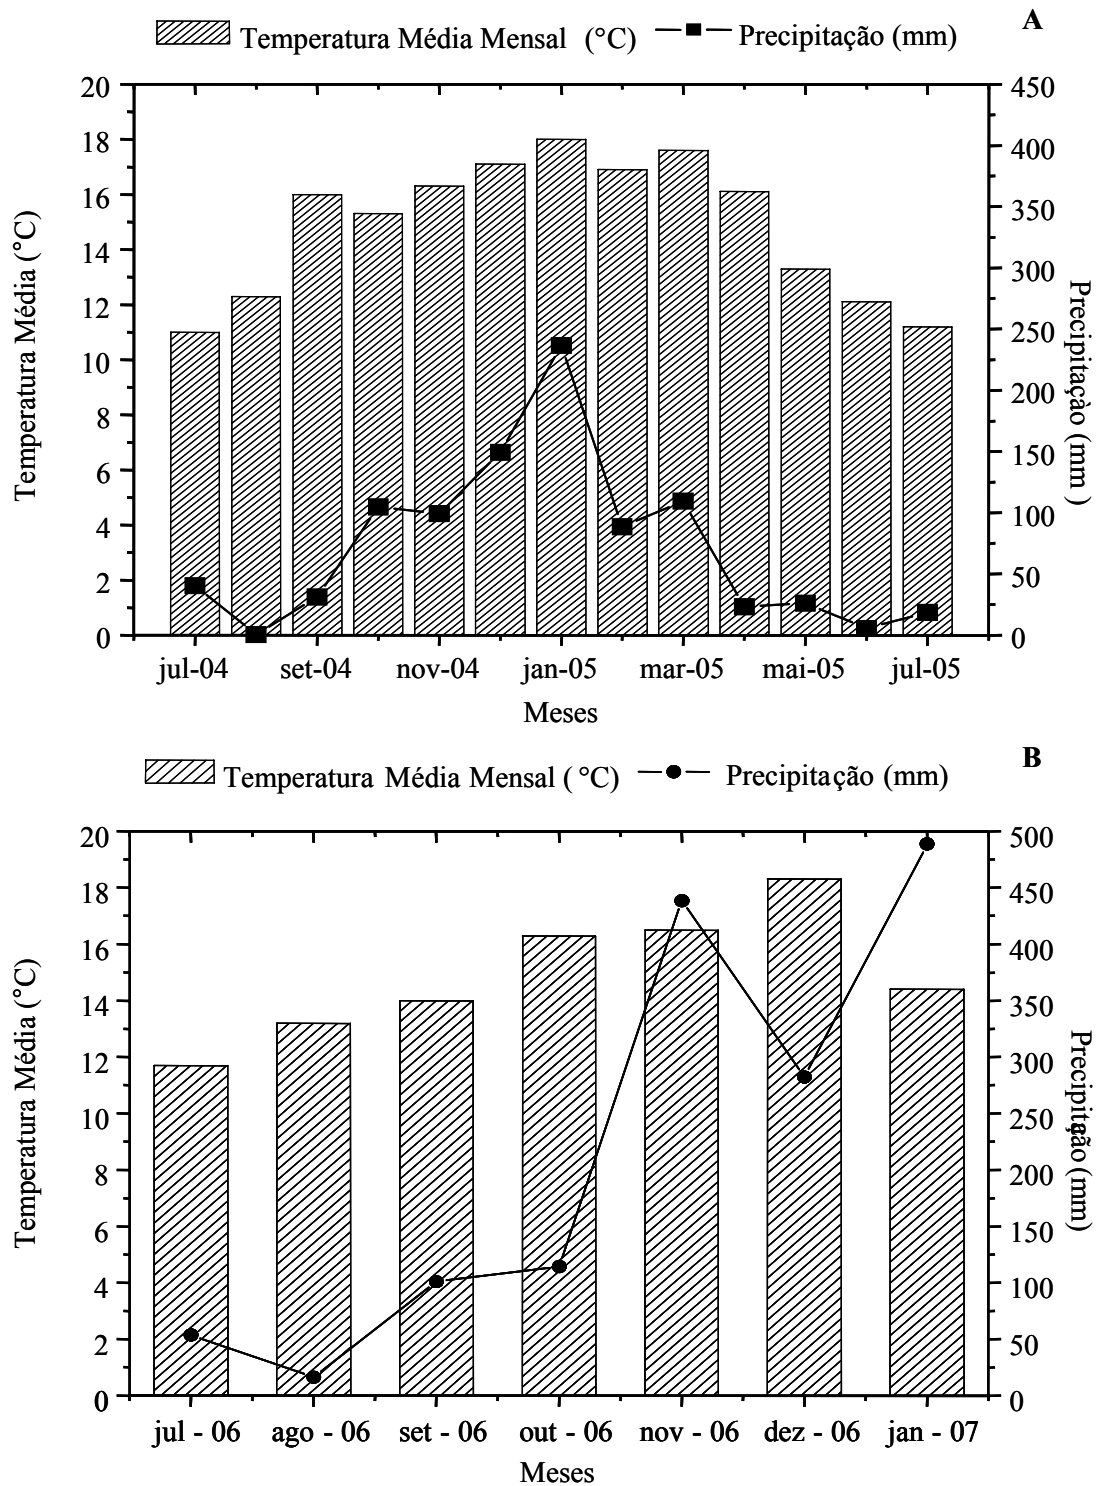 A
Temperatura Média Mensal (°C) Precipitação (mm)
20 450
18 400
16 350
14 300
12 250
10 200
8 150
6 100
4 50
2 0
0
Temperatura Média (°C)
Precipitaçào (mm )
jul-04 set-04 nov-04 jan-05 mar-05 mai-05 jul-05
Meses
B
Temperatura Média Mensal ( °C) Precipitação (mm)
20 500
18 450
16 400
14 350
12 300
10 250
8 200
6 150
4 100
2 50
0 0
Temperatura Média (°C)
Precipitação (mm)
jul - 06 ago - 06 set - 06 out - 06 nov - 06 dez - 06 jan - 07
Meses